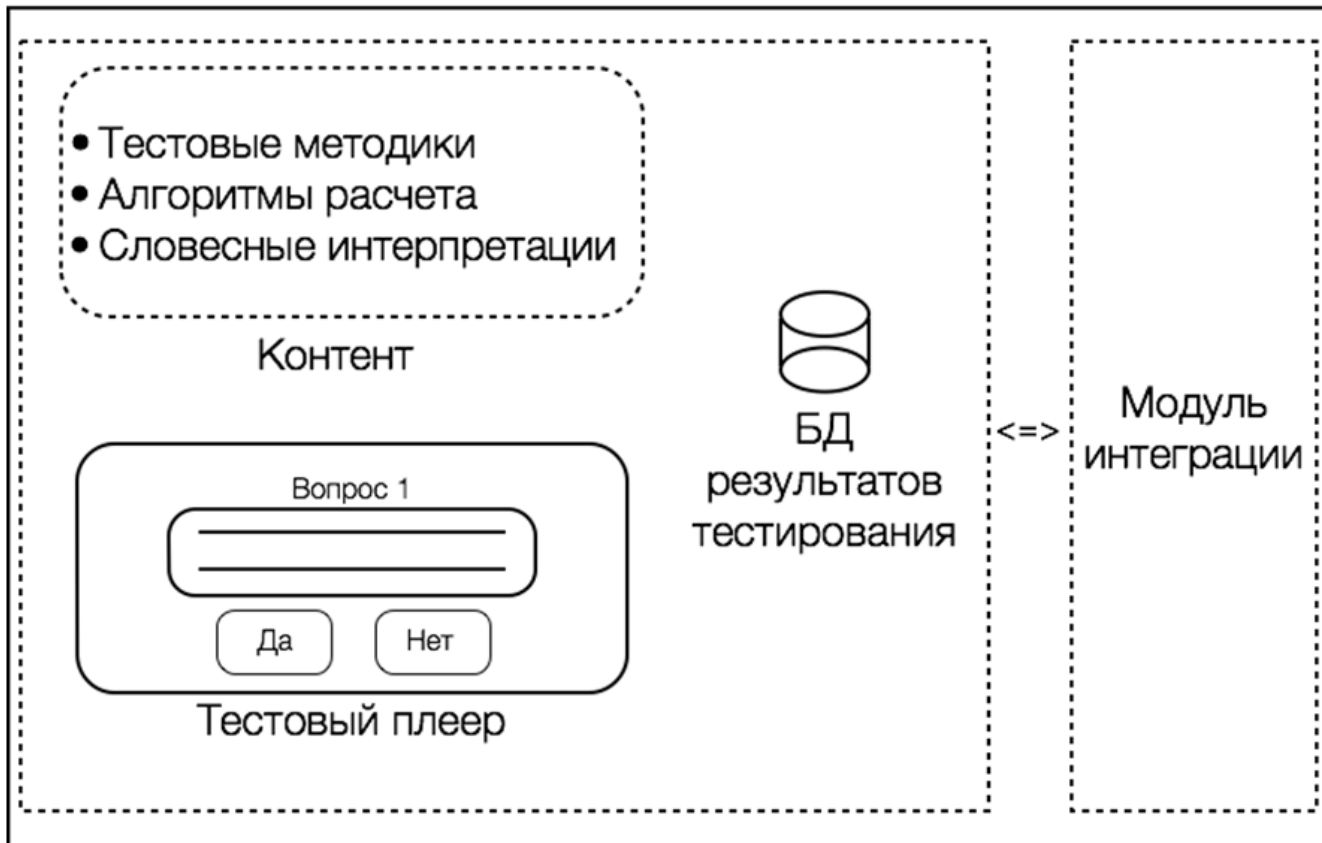 • Тестовые методики
• Алгоритмы расчета
• Словесные интерпретации
Контент
Вопрос 1
Да
Нет
Тестовый плеер
БД
результатов
тестирования
<=>
Модуль
интеграции